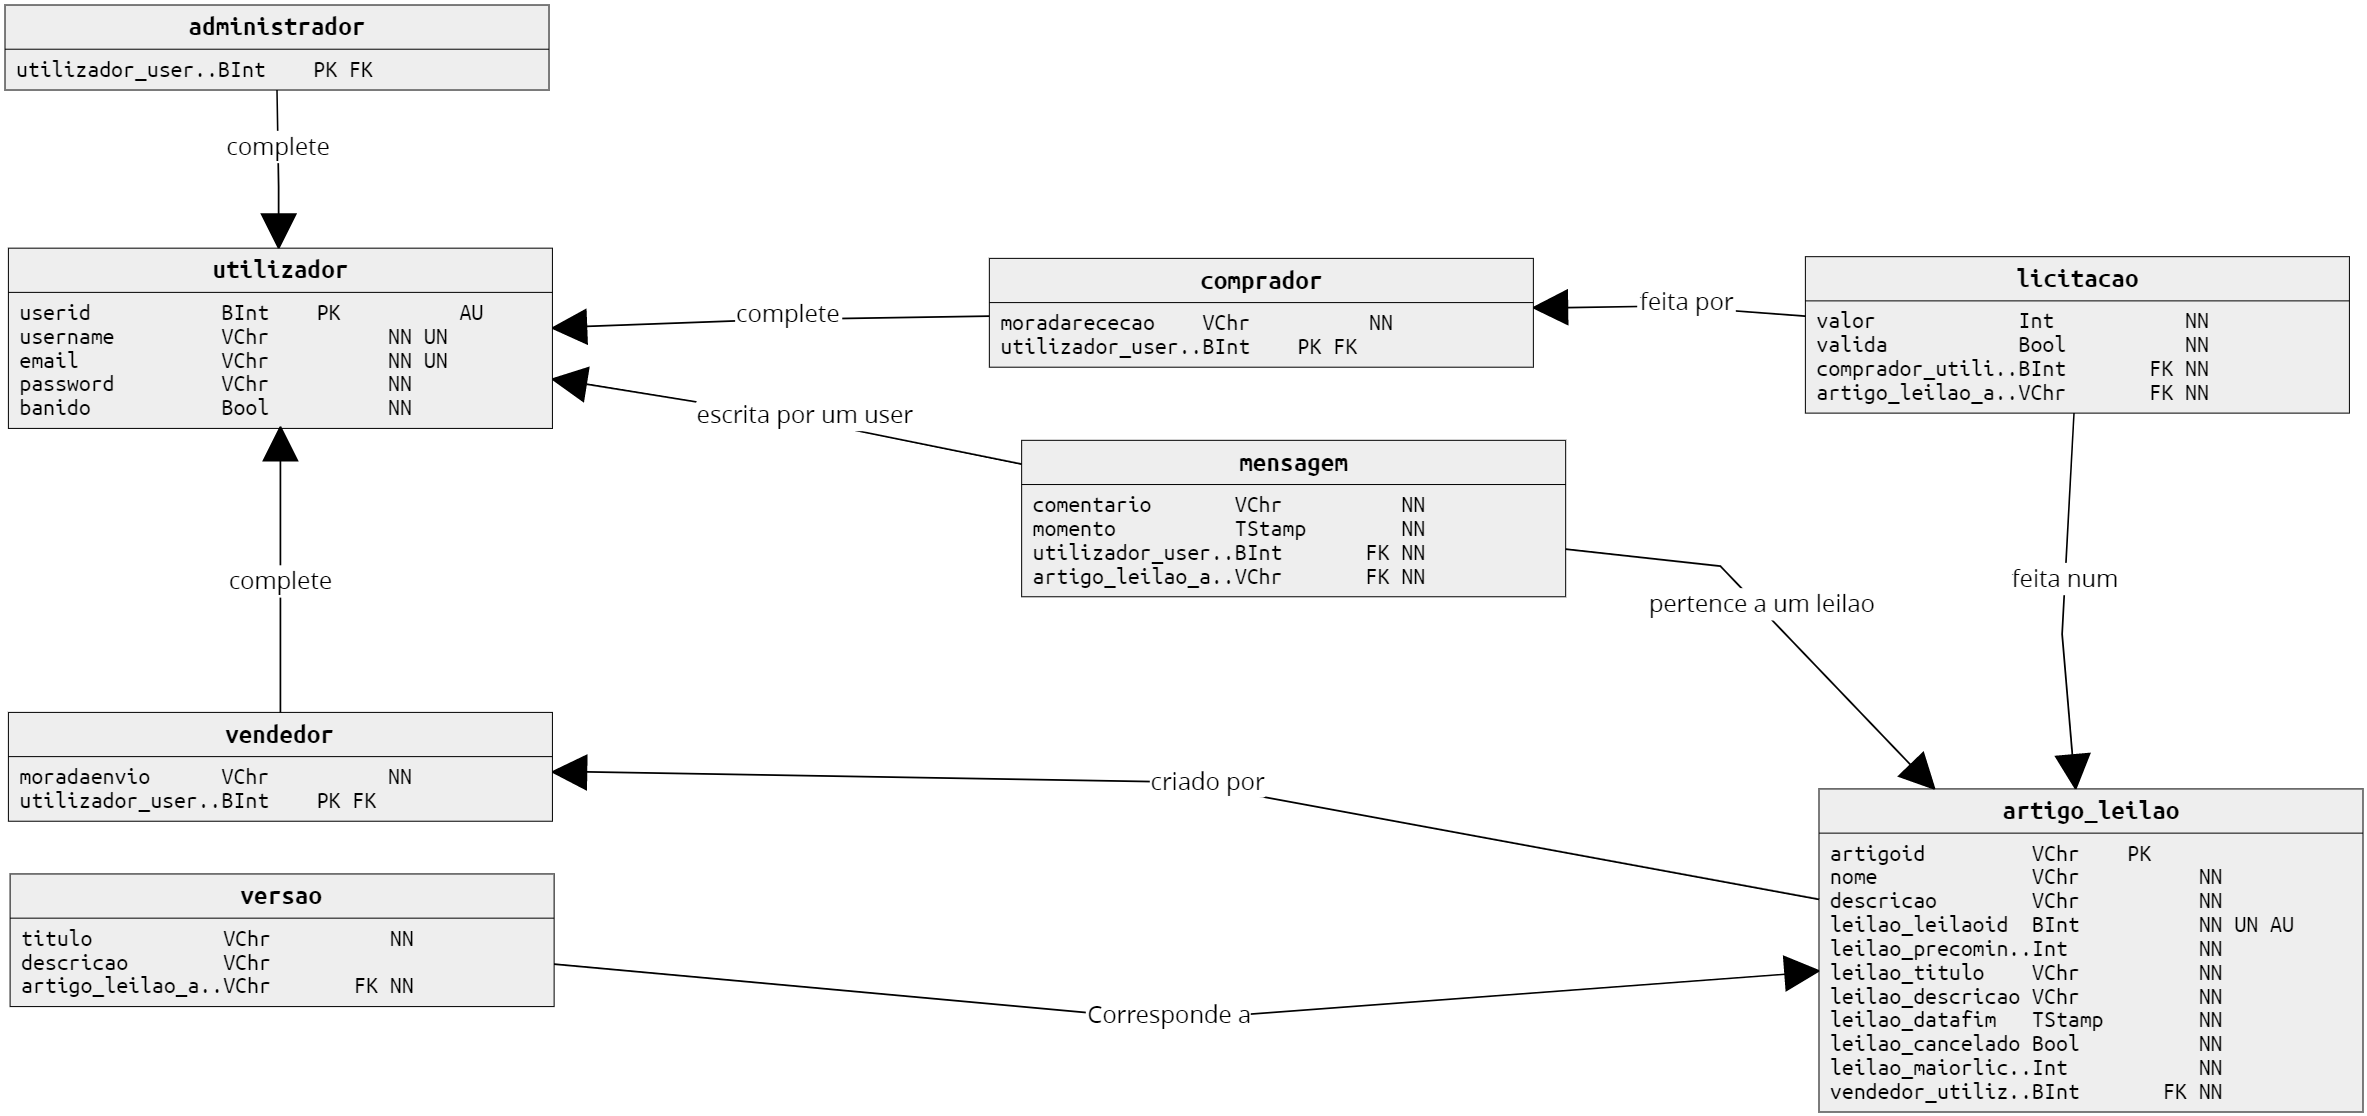 administrador
utilizador_user..BInt PK FK
complete
utilizador
userid BInt PK AU
username VChr NN UN
email VChr NN UN
password VChr NN
banido Bool NN
complete
comprador
moradarececao VChr NN
utilizador_user..BInt PK FK
feita por
licitacao
valor Int NN
valida Bool NN
comprador_utili..BInt FK NN
artigo_leilao_a..VChr FK NN
escrita por um user
mensagem
comentario VChr NN
momento TStamp NN
utilizador_user..BInt FK NN
artigo_leilao_a..VChr FK NN
complete
feita num
pertence a um leilao
vendedor
moradaenvio VChr NN
utilizador_user..BInt PK FK
criado por
versao
titulo VChr NN
descricao VChr
artigo_leilao_a..VChr FK NN
Corresponde a
artigo_leilao
artigoid VChr PK
nome VChr NN
descricao VChr NN
leilao_leilaoid BInt NN UN AU
leilao_precomin..Int NN
leilao_titulo VChr NN
leilao_descricao VChr NN
leilao_datafim TStamp NN
leilao_cancelado Bool NN
leilao_maiorlic..Int NN
vendedor_utiliz..BInt FK NN